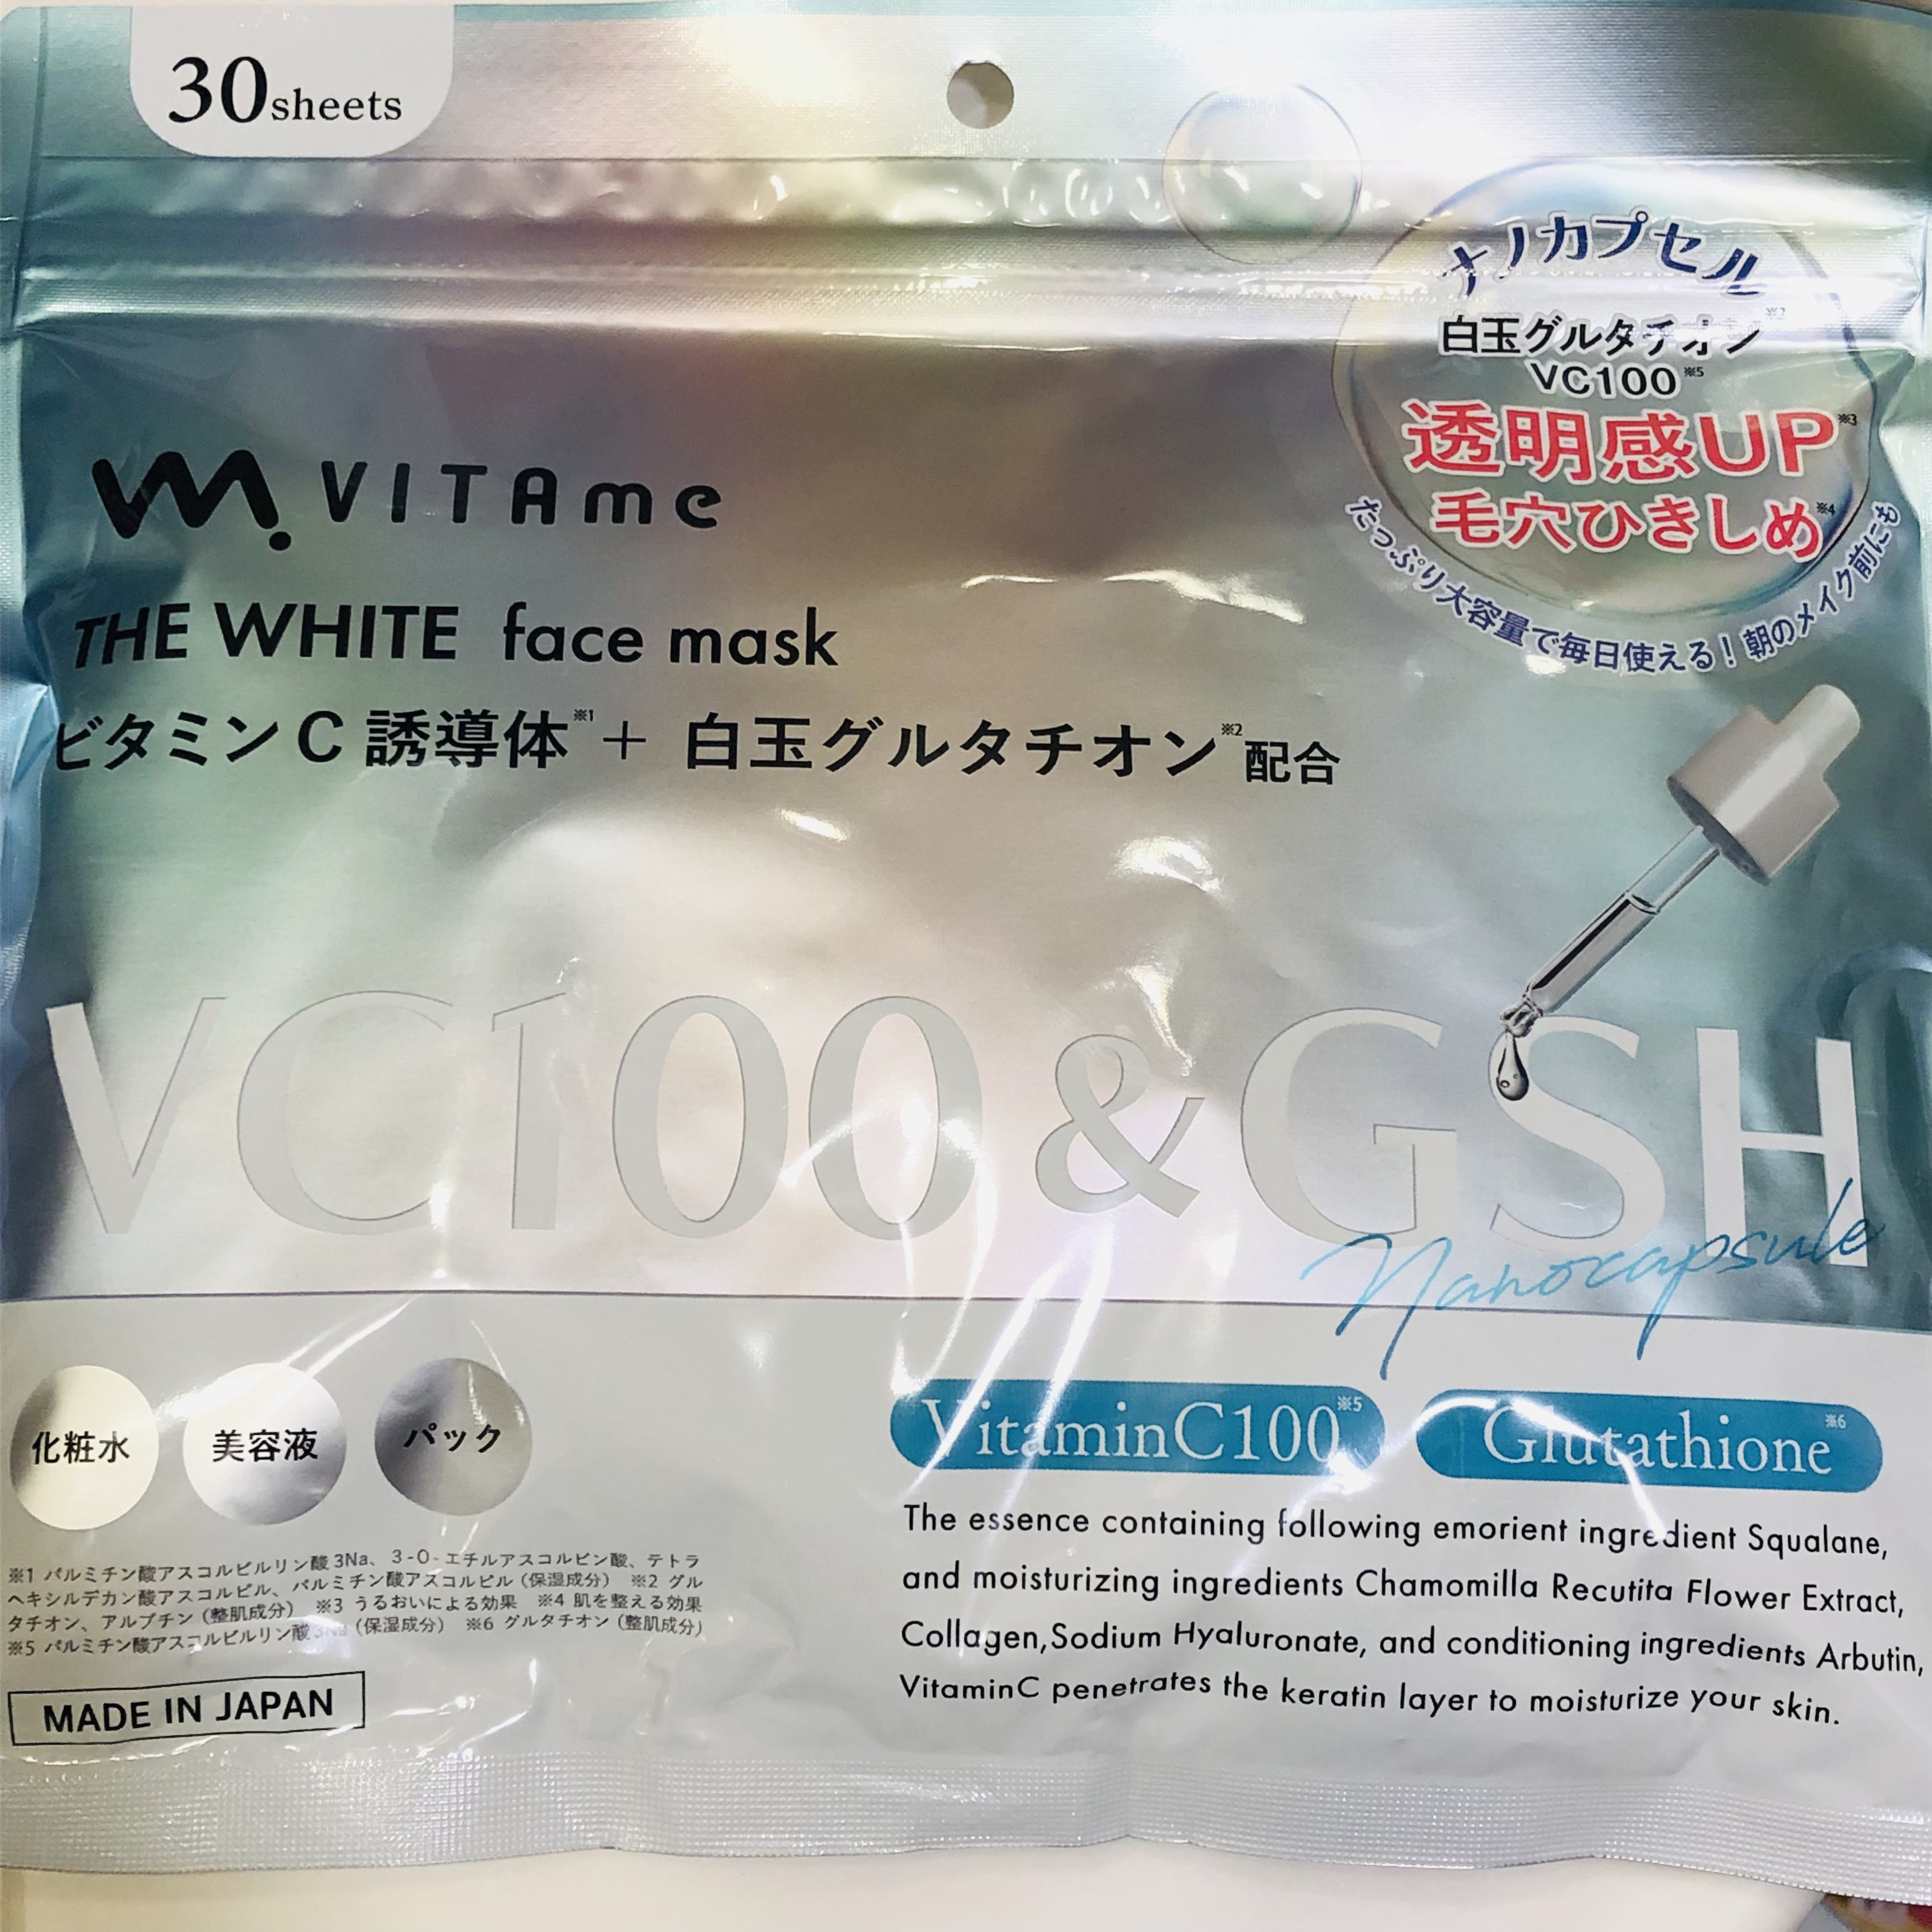 30sheets
ナノカプセル
白玉グルタチオン※2
VC100※5
透明感UP※3
毛穴ひきしめ※4
たっぷり大容量で毎日使える！朝のメイク前にも
m. VITAme
THE WHITE face mask
ビタミンC誘導体※1＋ 白玉グルタチオン※2配合
VC100 & GSH
Nanocapsule
化粧水 美容液 パック
VitaminC100※5 Glutathione※6
The essence containing following emorient ingredient Squalane,
and moisturizing ingredients Chamomilla Recutita Flower Extract,
Collagen,Sodium Hyaluronate, and conditioning ingredients Arbutin,
VitaminC penetrates the keratin layer to moisturize your skin.
※1 パルミチン酸アスコルビルリン酸3Na、3-O-エチルアスコルビン酸、テトラ
ヘキシルデカン酸アスコルビル、パルミチン酸アスコルビル（保湿成分） ※2 グル
タチオン、アルブチン（整肌成分） ※3 うるおいによる効果 ※4 肌を整える効果
※5 パルミチン酸アスコルビルリン酸3Na（保湿成分） ※6 グルタチオン（整肌成分）
MADE IN JAPAN